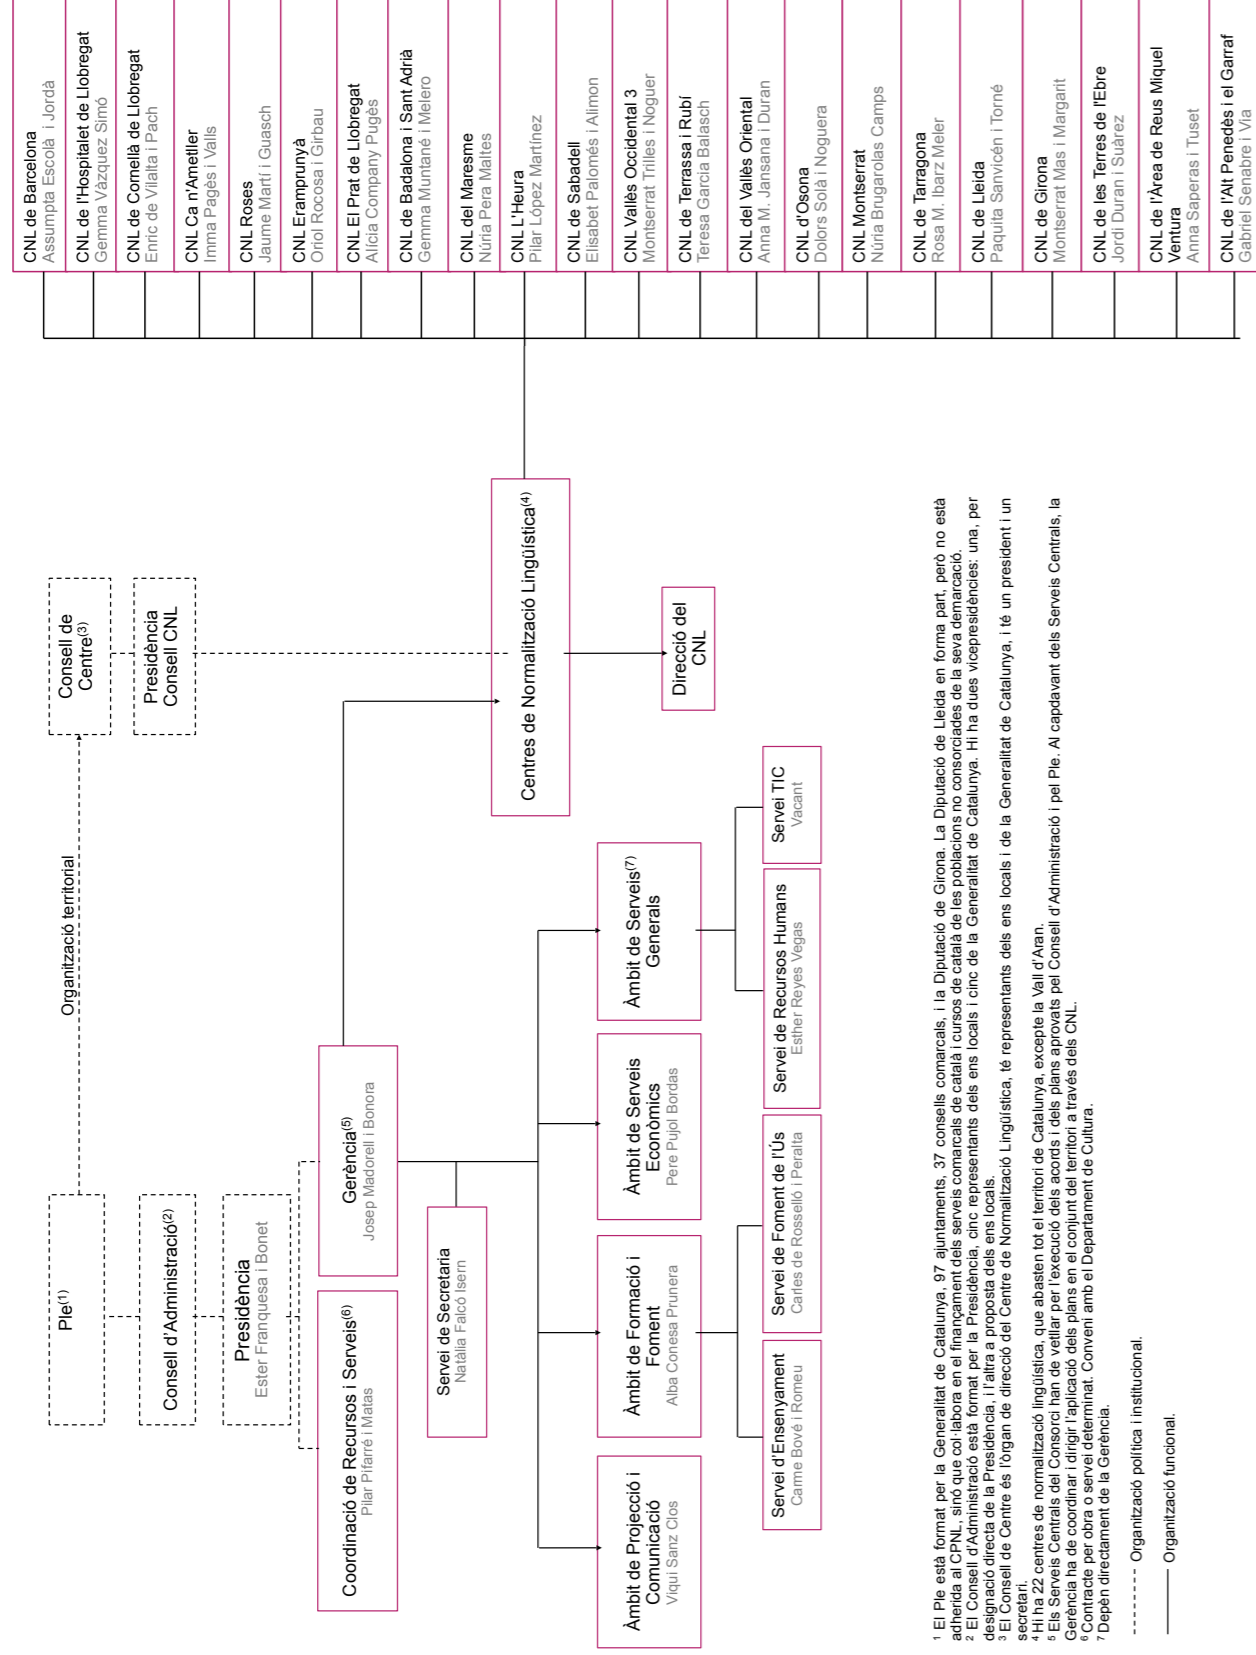 Ple(1)
Organització territorial
Consell de
Centre(3)
Consell d'Administració(2)
Presidència
Consell CNL
Presidència
Ester Franquesa i Bonet
Coordinació de Recursos i Serveis(6)
Pilar Pifarré i Matas
Gerència(5)
Josep Madorell i Bonora
Servei de Secretaria
Natàlia Falcó Isern
Centres de Normalització Lingüística(4)
Direcció del
CNL
Àmbit de Projecció i
Comunicació
Viqui Sanz Clos
Àmbit de Formació i
Foment
Alba Conesa Prunera
Àmbit de Serveis
Econòmics
Pere Pujol Bordas
Àmbit de Serveis(7)
Generals
Servei d'Ensenyament
Carme Bové i Romeu
Servei de Foment de l'Ús
Carles de Rosselló i Peralta
Servei de Recursos Humans
Esther Reyes Vegas
Servei TIC
Vacant
CNL de Barcelona
Assumpta Escolà i Jordà
CNL de l'Hospitalet de Llobregat
Gemma Vàzquez Simó
CNL de Cornellà de Llobregat
Enric de Vilalta i Pach
CNL Ca n'Ametller
Imma Pagès i Valls
CNL Roses
Jaume Martí i Guasch
CNL Eramprunyà
Oriol Rocosa i Girbau
CNL El Prat de Llobregat
Alícia Company Pugès
CNL de Badalona i Sant Adrià
Gemma Muntané i Melero
CNL del Maresme
Núria Pera Maltes
CNL L'Heura
Pilar López Martínez
CNL de Sabadell
Elisabet Palomés i Alimon
CNL Vallès Occidental 3
Montserrat Trilles i Noguer
CNL de Terrassa i Rubí
Teresa Garcia Balasch
CNL del Vallès Oriental
Anna M. Jansana i Duran
CNL d'Osona
Dolors Solà i Noguera
CNL Montserrat
Núria Brugarolas Camps
CNL de Tarragona
Rosa M. Ibarz Meler
CNL de Lleida
Paquita Sanvicén i Torné
CNL de Girona
Montserrat Mas i Margarit
CNL de les Terres de l'Ebre
Jordi Duran i Suàrez
CNL de l'Àrea de Reus Miquel
Ventura
Anna Saperas i Tuset
CNL de l'Alt Penedès i el Garraf
Gabriel Senabre i Via
1 El Ple està format per la Generalitat de Catalunya, 97 ajuntaments, 37 consells comarcals, i la Diputació de Girona. La Diputació de Lleida en forma part, però no està
adherida al CPNL, sinó que col·labora en el finançament dels serveis comarcals de català i cursos de català de les poblacions no consorciades de la seva demarcació.
2 El Consell d'Administració està format per la Presidència, cinc representants dels ens locals i cinc de la Generalitat de Catalunya. Hi ha dues vicepresidències: una, per
designació directa de la Presidència, i l'altra a proposta dels ens locals.
3 El Consell de Centre és l'òrgan de direcció del Centre de Normalització Lingüística, té representants dels ens locals i de la Generalitat de Catalunya, i té un president i un
secretari.
4 Hi ha 22 centres de normalització lingüística, que abasten tot el territori de Catalunya, excepte la Vall d'Aran.
5 Els Serveis Centrals del Consorci han de vetllar per l'execució dels acords i dels plans aprovats pel Consell d'Administració i pel Ple. Al capdavant dels Serveis Centrals, la
Gerència ha de coordinar i dirigir l'aplicació dels plans en el conjunt del territori a través dels CNL.
6 Contracte per obra o servei determinat. Conveni amb el Departament de Cultura.
7 Depèn directament de la Gerència.
Organització política i institucional.
Organització funcional.